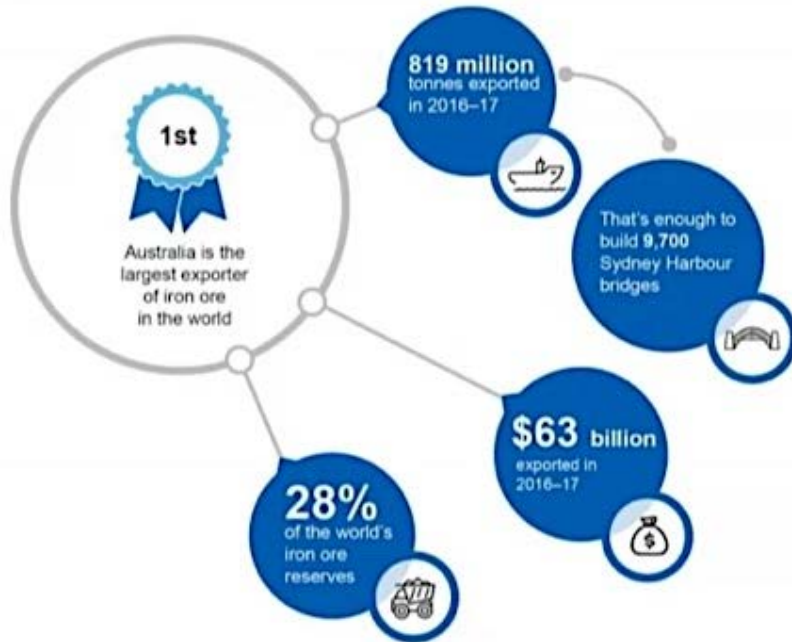 1st
Australia is the
largest exporter
of iron ore
in the world
819 million
tonnes exported
in 2016–17
That's enough to
build 9,700
Sydney Harbour
bridges
$63 billion
exported in
2016–17
$
28%
of the world's
iron ore
reserves